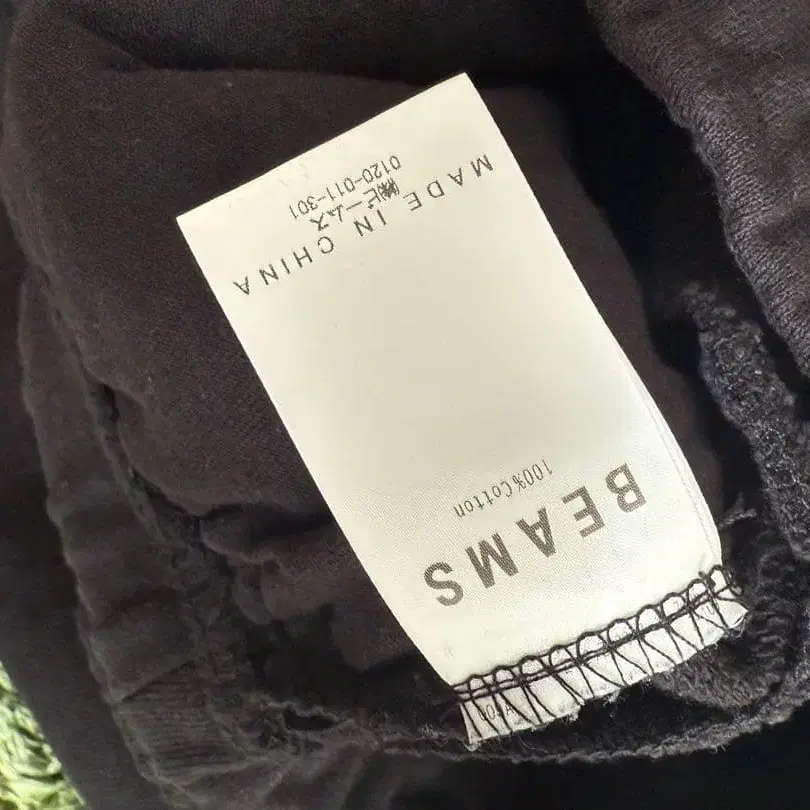 BEAMS
100%Cotton
MADE IN CHINA
㈱ビームス
0120-011-301